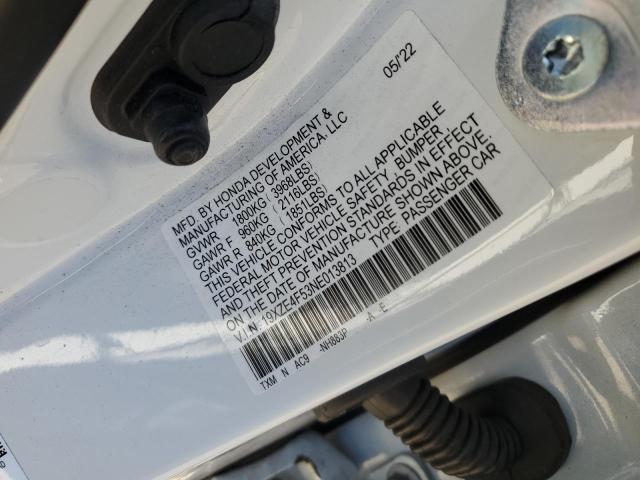 MFD. BY HONDA DEVELOPMENT & 05/'22
MANUFACTURING OF AMERICA, LLC
GVWR 1800KG( 3968LBS)
GAWR F 960KG ( 2116LBS)
GAWR R 840KG ( 1851LBS)
THIS VEHICLE CONFORMS TO ALL APPLICABLE
FEDERAL MOTOR VEHICLE SAFETY, BUMPER,
AND THEFT PREVENTION STANDARDS IN EFFECT
ON THE DATE OF MANUFACTURE SHOWN ABOVE.
V.I.N: 19XZE4F53NE013813 TYPE: PASSENGER CAR
TXM N AC9 -NH883P -A -E